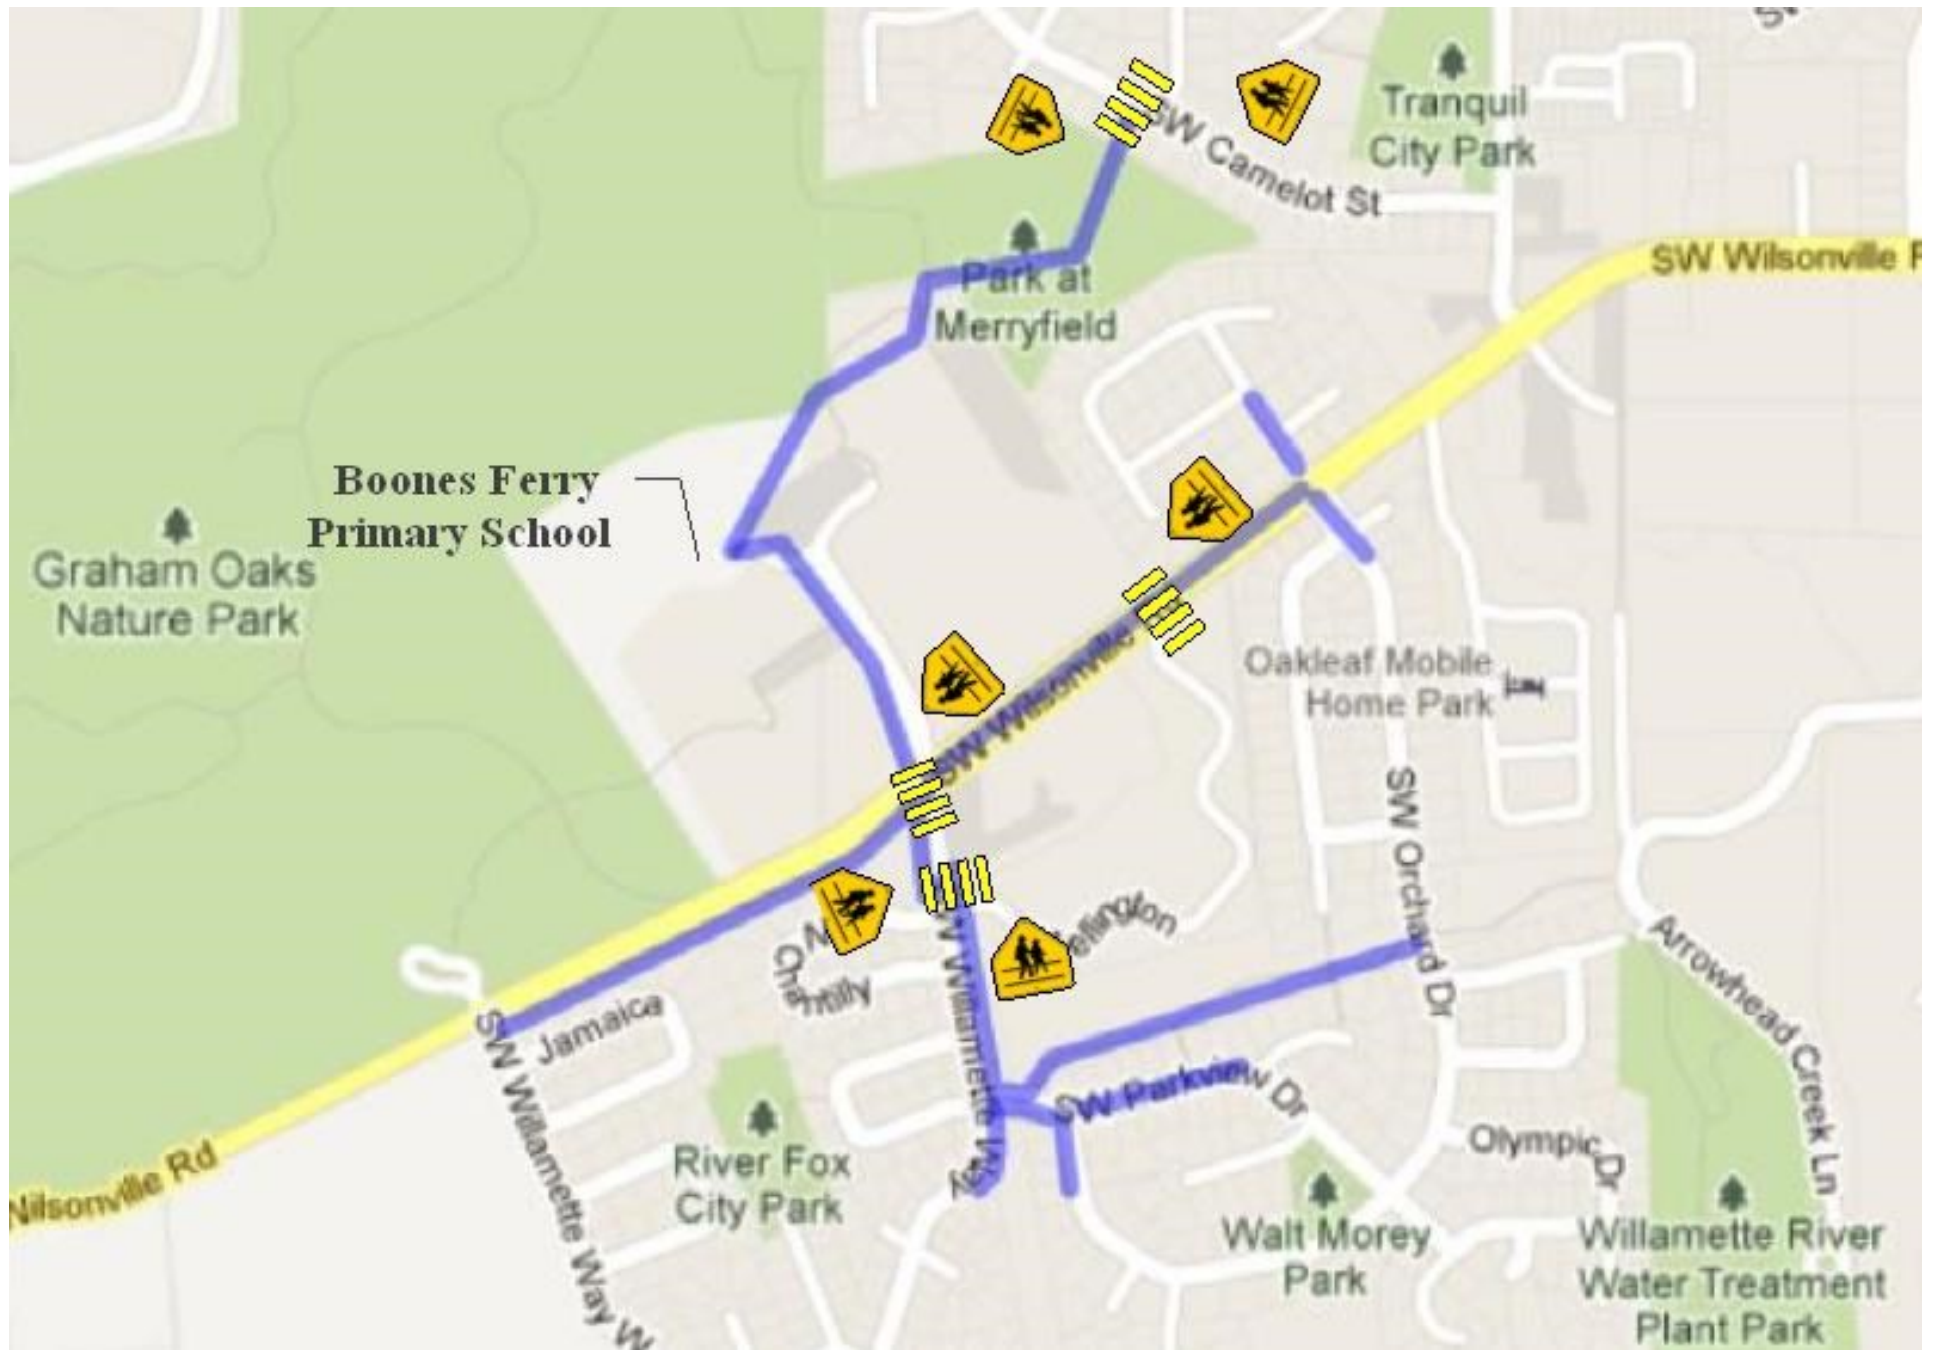 SW Camelot St
Tranquil
City Park
SW Wilsonville
Park at
Merryfield
Boones Ferry
Primary School
Graham Oaks
Nature Park
SW Wilsonville
Oakleaf Mobile
Home Park
SW Orchard Dr
Chantilly
Jamaica
SW Willamette Way W
Arrowhead Creek Ln
SW Parkview Dr
Olympic Dr
River Fox
City Park
Wilsonville Rd
Walt Morey
Park
Willamette River
Water Treatment
Plant Park